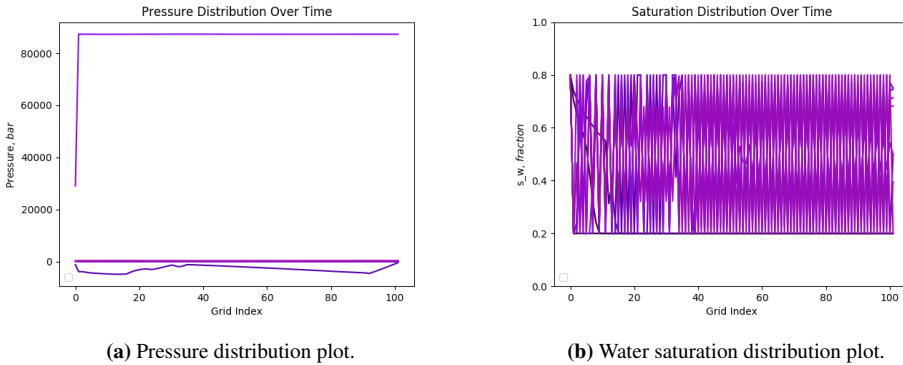 Pressure Distribution Over Time
80000
60000
40000
20000
0
Pressure, bar
0 20 40 60 80 100
Grid Index
(a) Pressure distribution plot.
Saturation Distribution Over Time
1.0
0.8
0.6
0.4
0.2
0.0
s_w, fraction
0 20 40 60 80 100
Grid Index
(b) Water saturation distribution plot.